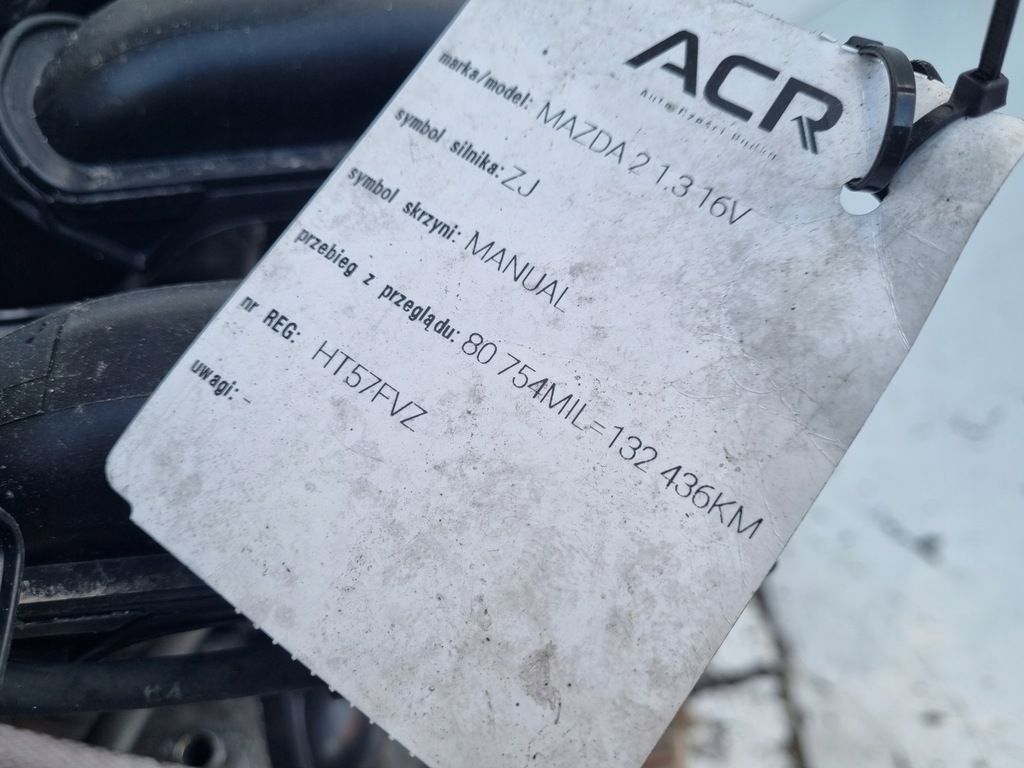 ACR
marka/model: MAZDA 2 1.3 16V
symbol silnika: ZJ
symbol skrzyni: MANUAL
przebieg z przeglądu: 80 754MIL=132 436KM
nr REG: HT57FVZ
uwagi: -